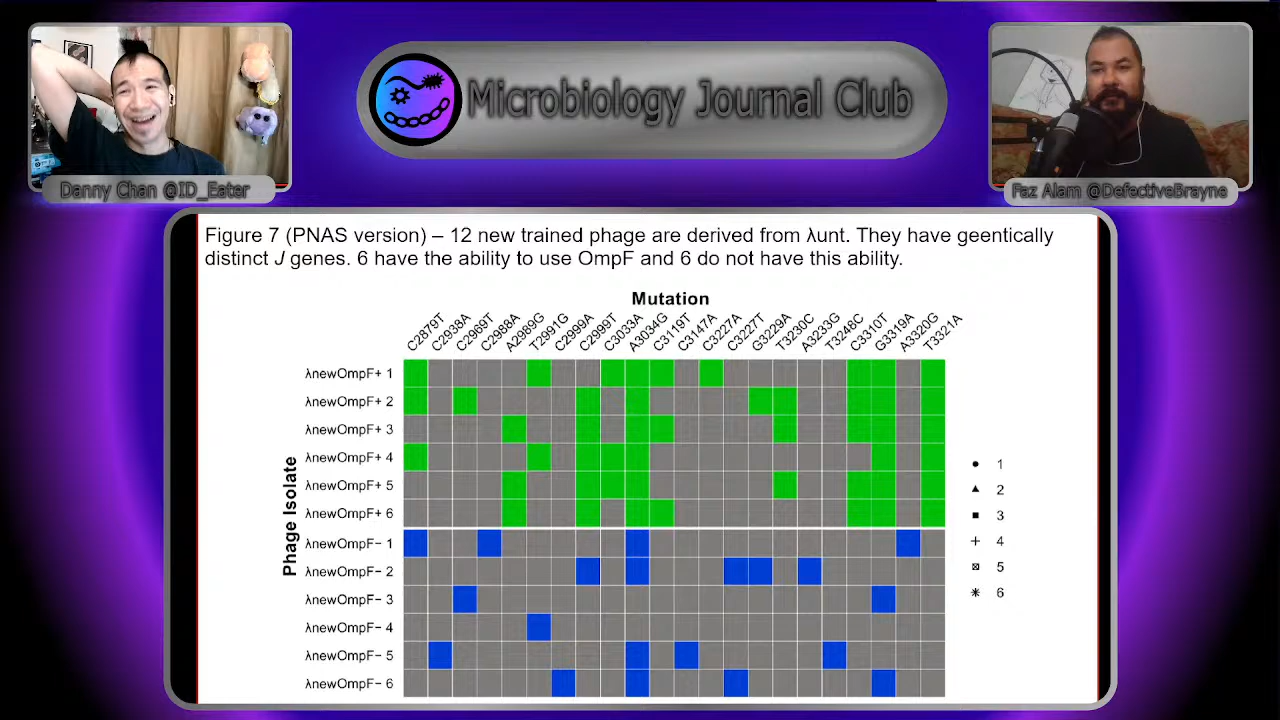 Microbiology Journal Club
Danny Chan @ID_Eater
Faz Alam @DefectiveBrayne
Figure 7 (PNAS version) – 12 new trained phage are derived from λunt. They have geentically
distinct J genes. 6 have the ability to use OmpF and 6 do not have this ability.
Mutation
C2879T
C2938A
C2969T
C2988A
A2989G
T2991G
C2999A
C2999T
C3033A
A3034G
C3119T
C3147A
C3227A
C3227T
G3229A
T3230C
A3233G
T3248C
C3310T
G3319A
A3320G
T3321A
Phage Isolate
λnewOmpF+ 1
λnewOmpF+ 2
λnewOmpF+ 3
λnewOmpF+ 4
λnewOmpF+ 5
λnewOmpF+ 6
λnewOmpF− 1
λnewOmpF− 2
λnewOmpF− 3
λnewOmpF− 4
λnewOmpF− 5
λnewOmpF− 6
1
2
3
4
5
6